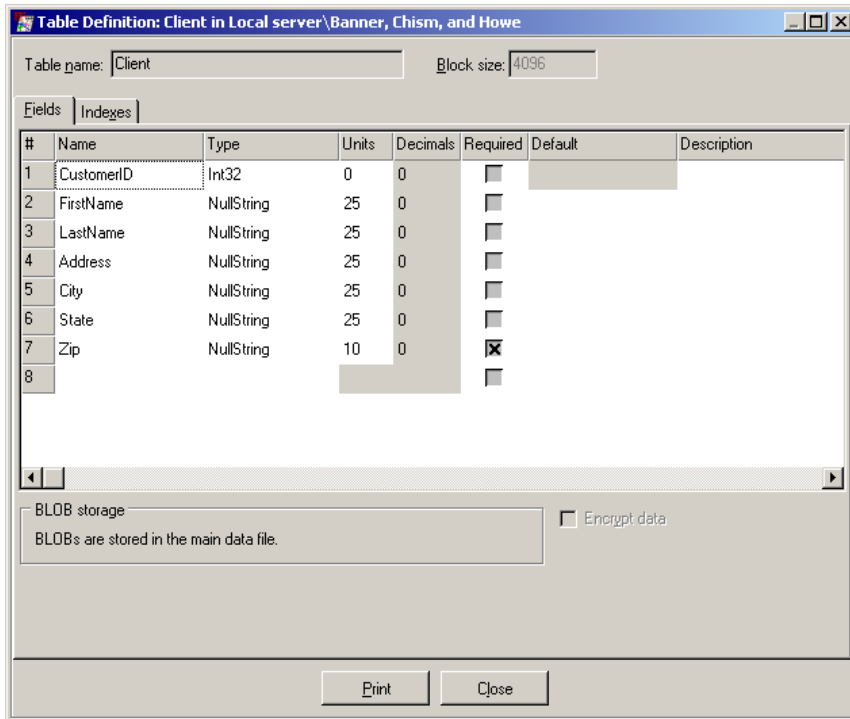 Table Definition: Client in Local server\Banner, Chism, and Howe
Table name: Client Block size: 4096
Fields Indexes
# Name Type Units Decimals Required Default Description
1 CustomerID Int32 0 0
2 FirstName NullString 25 0
3 LastName NullString 25 0
4 Address NullString 25 0
5 City NullString 25 0
6 State NullString 25 0
7 Zip NullString 10 0
8
BLOB storage
Encrypt data
BLOBs are stored in the main data file.
Print Close